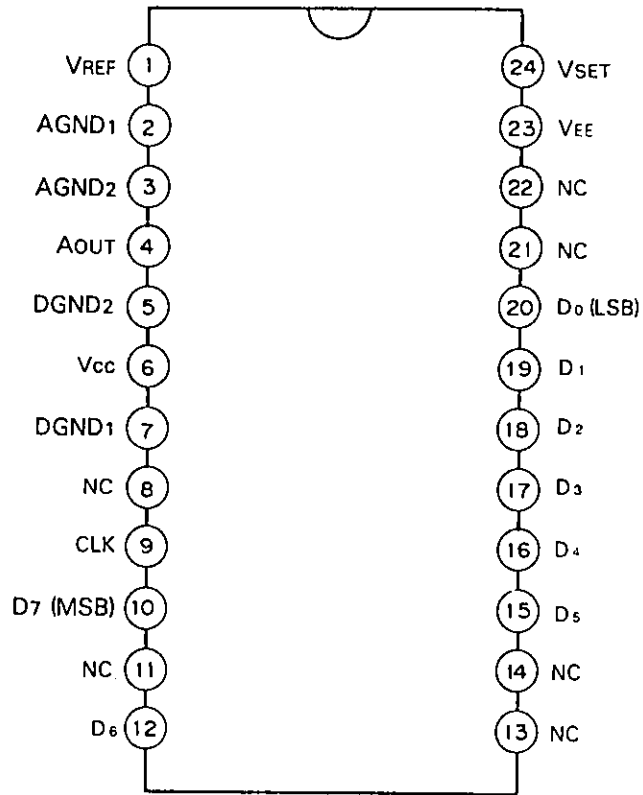 VREF 1
AGND1 2
AGND2 3
AOUT 4
DGND2 5
Vcc 6
DGND1 7
NC 8
CLK 9
D7 (MSB) 10
NC 11
D6 12
24 VSET
23 VEE
22 NC
21 NC
20 D0 (LSB)
19 D1
18 D2
17 D3
16 D4
15 D5
14 NC
13 NC